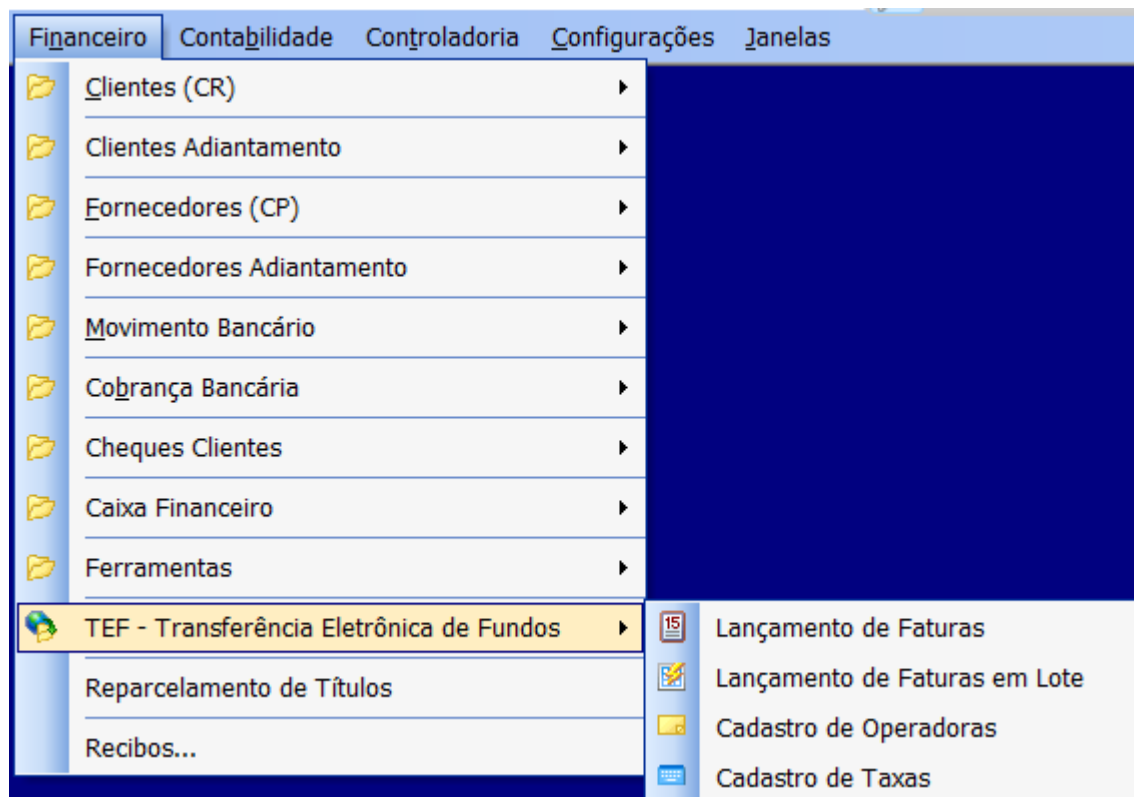 Financeiro Contabilidade Controladoria Configurações Janelas
Clientes (CR)
Clientes Adiantamento
Fornecedores (CP)
Fornecedores Adiantamento
Movimento Bancário
Cobrança Bancária
Cheques Clientes
Caixa Financeiro
Ferramentas
TEF - Transferência Eletrônica de Fundos
Reparcelamento de Títulos
Recibos...
15
Lançamento de Faturas
Lançamento de Faturas em Lote
Cadastro de Operadoras
Cadastro de Taxas